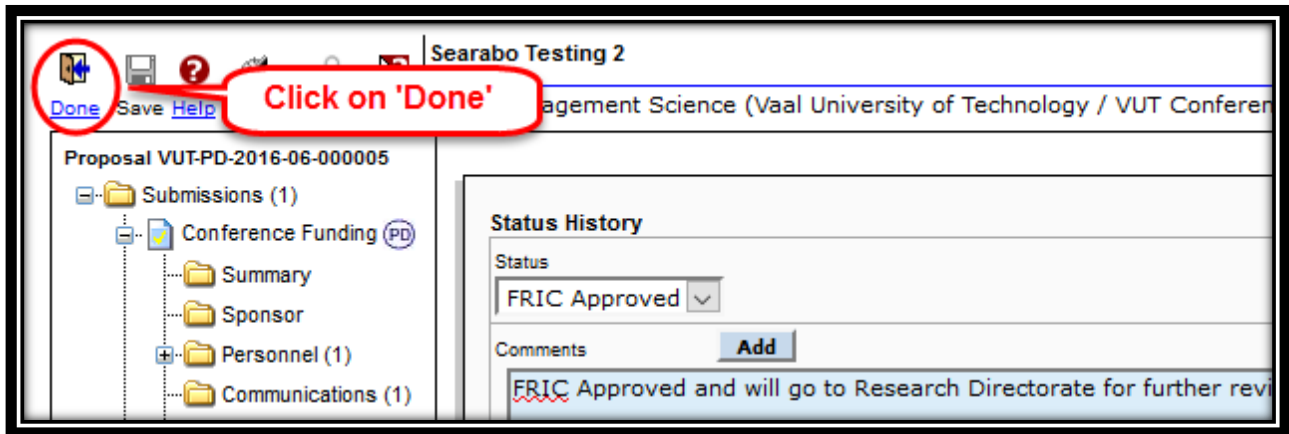 Searabo Testing 2
Done Save Help
Click on 'Done'
agement Science (Vaal University of Technology / VUT Conferen
Proposal VUT-PD-2016-06-000005
Submissions (1)
Conference Funding PD
Summary
Sponsor
Personnel (1)
Communications (1)
Status History
Status
FRIC Approved
Comments Add
FRIC Approved and will go to Research Directorate for further revi